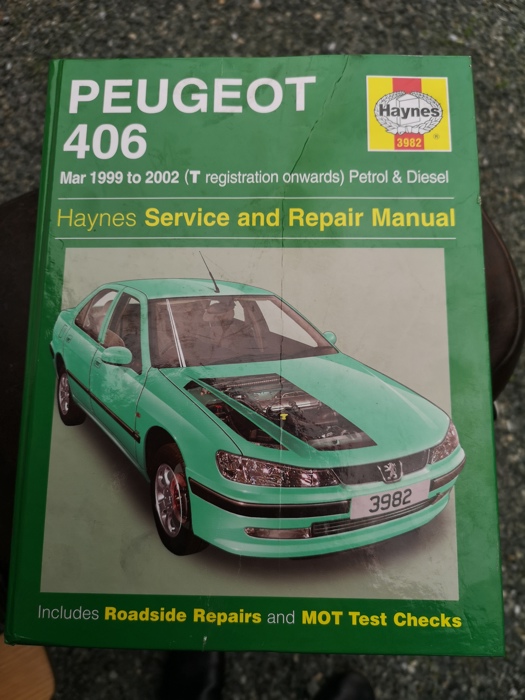 PEUGEOT
406
Haynes
®
3982
Mar 1999 to 2002 (T registration onwards) Petrol & Diesel
Haynes Service and Repair Manual
3982
Includes Roadside Repairs and MOT Test Checks